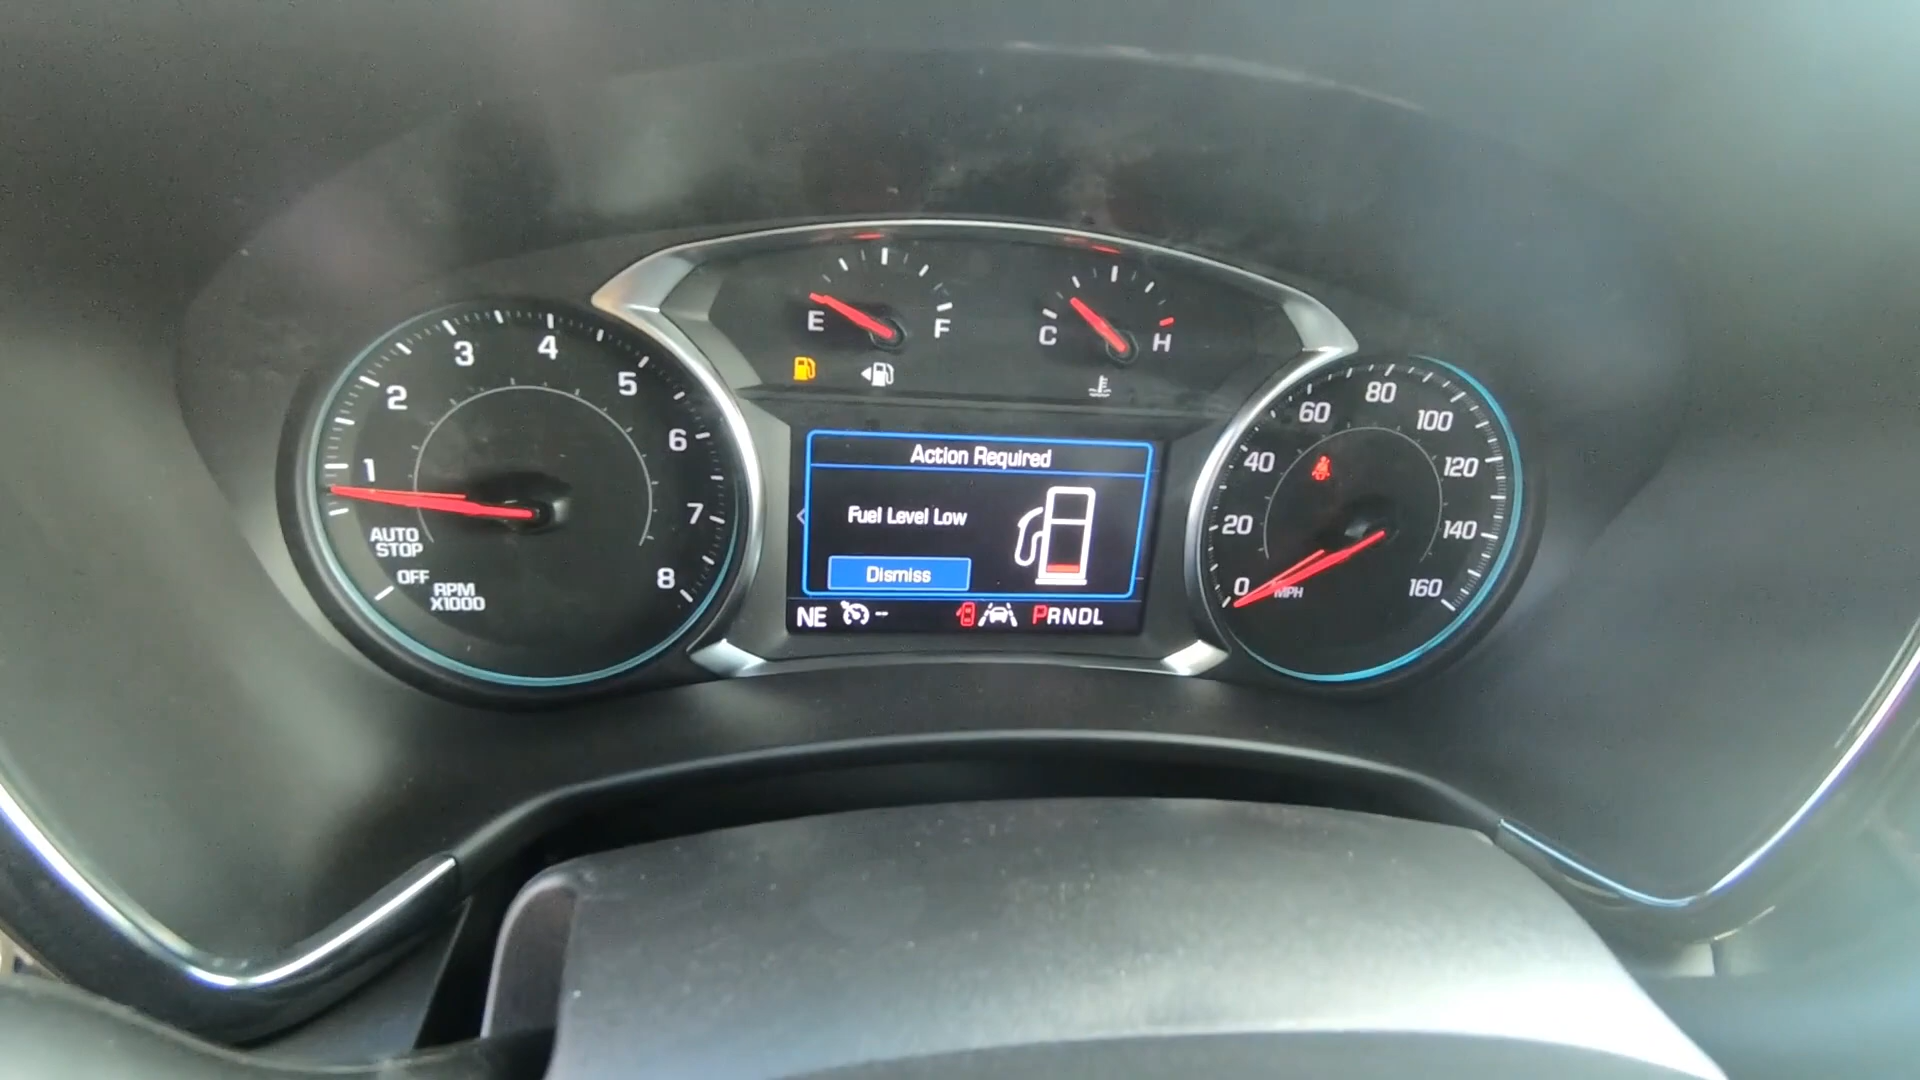 E
F
C
H
1
2
3
4
5
6
7
8
AUTO
STOP
OFF
RPM
X1000
Action Required
Fuel Level Low
Dismiss
NE
--
PRNDL
0
20
40
60
80
100
120
140
160
MPH